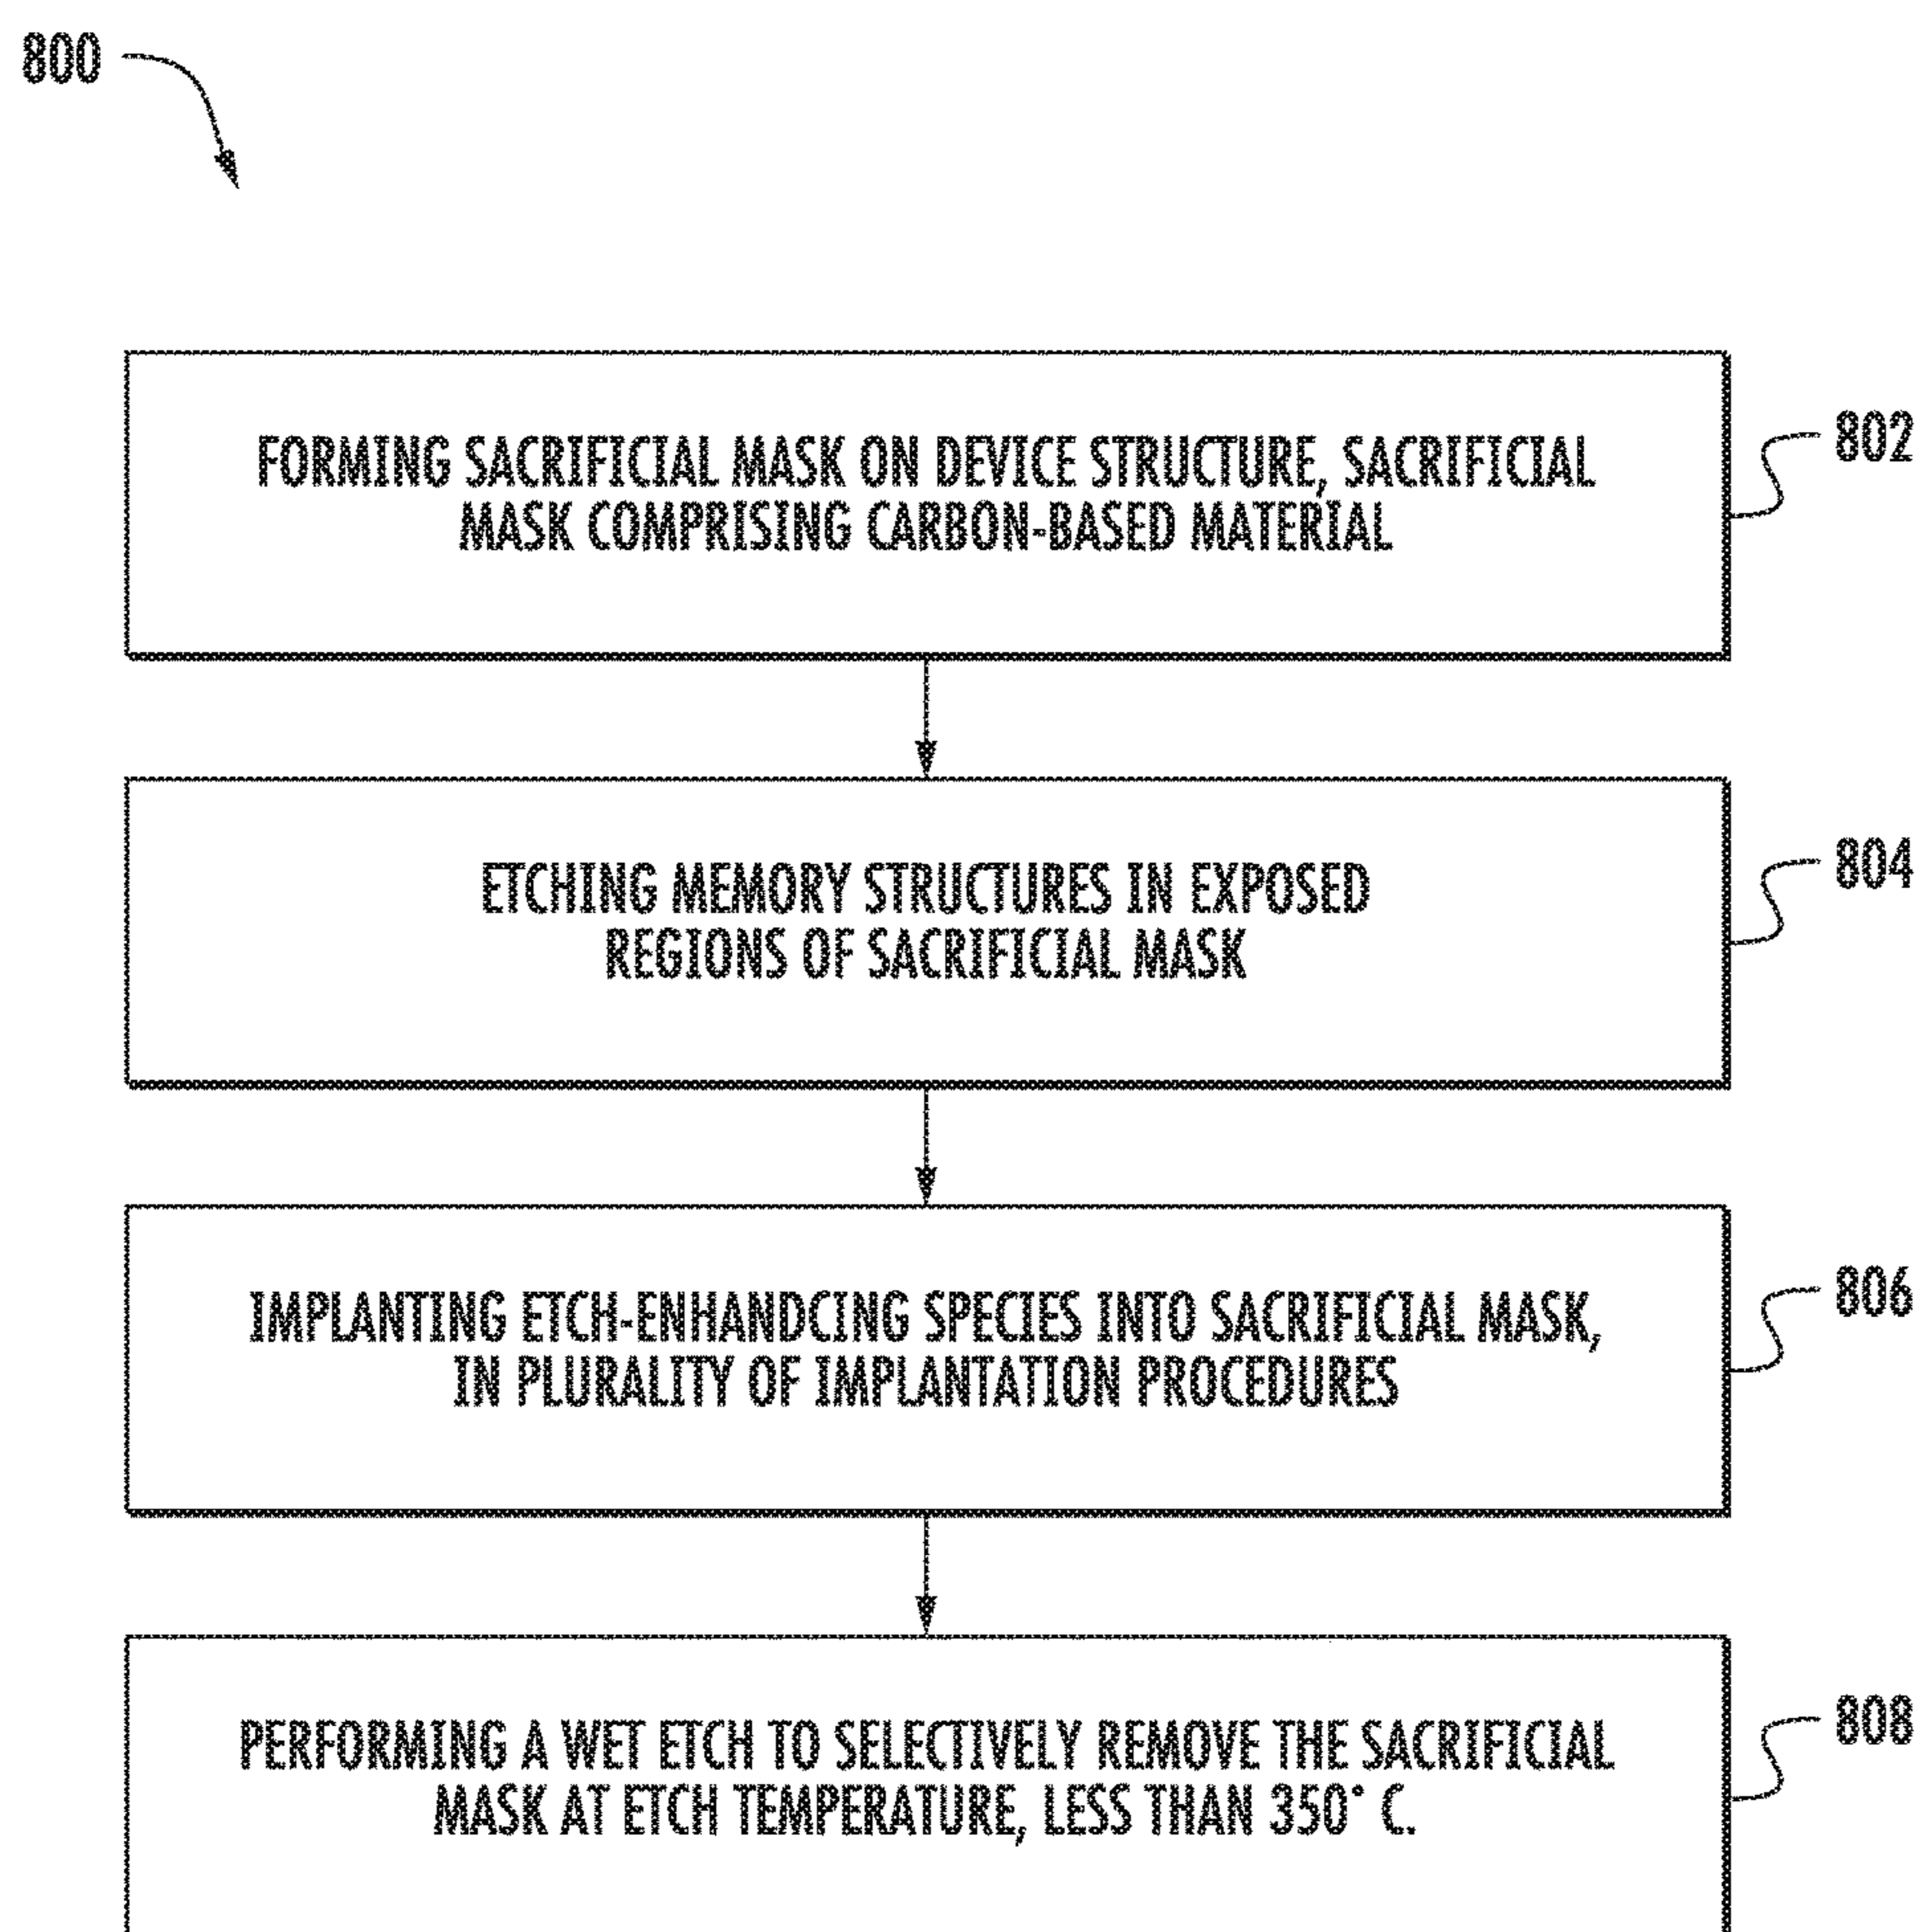 800
FORMING SACRIFICIAL MASK ON DEVICE STRUCTURE, SACRIFICIAL
MASK COMPRISING CARBON-BASED MATERIAL
802
ETCHING MEMORY STRUCTURES IN EXPOSED
REGIONS OF SACRIFICIAL MASK
804
IMPLANTING ETCH-ENHANDCING SPECIES INTO SACRIFICIAL MASK,
IN PLURALITY OF IMPLANTATION PROCEDURES
806
PERFORMING A WET ETCH TO SELECTIVELY REMOVE THE SACRIFICIAL
MASK AT ETCH TEMPERATURE, LESS THAN 350° C.
808